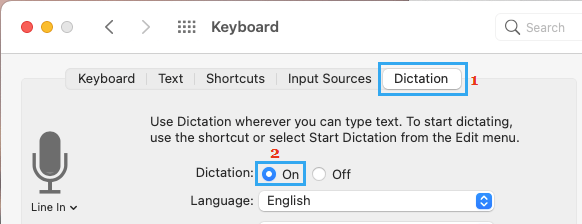 Keyboard
Search
Keyboard Text Shortcuts Input Sources Dictation 1
Use Dictation wherever you can type text. To start dictating,
use the shortcut or select Start Dictation from the Edit menu.
2
Dictation: On Off
Line In
Language: English